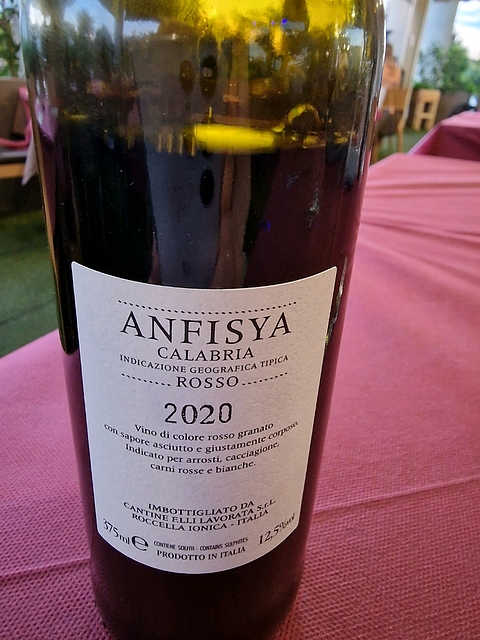 ANFISYA
CALABRIA
INDICAZIONE GEOGRAFICA TIPICA
ROSSO
2020
Vino di colore rosso granato
con sapore asciutto e giustamente corposo.
Indicato per arrosti, cacciagione,
carni rosse e bianche.
IMBOTTIGLIATO DA
CANTINE F.LLI LAVORATA S.r.L.
ROCCELLA IONICA - ITALIA
375ml e CONTIENE SOLFITI - CONTAINS SULPHITES 12,5%vol
PRODOTTO IN ITALIA